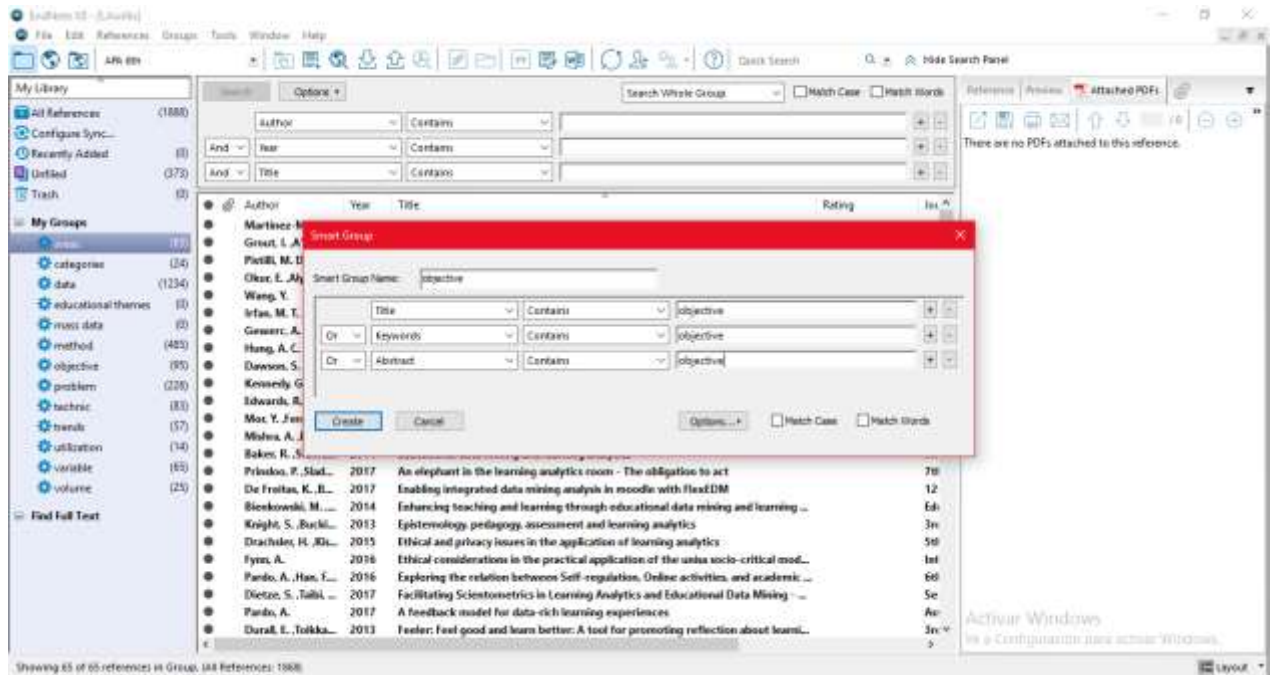 File Edit References Groups Tools Window Help
APA 6th
Quick Search
Hide Search Panel
My Library
All References
Configure Sync...
Recently Added (0)
Unfiled (373)
Trash (0)
My Groups
categories (24)
data (1234)
educational themes (0)
mass data (0)
method (485)
objective (95)
problem (228)
technic (83)
trends (57)
utilization (14)
variable (65)
volume (25)
Find Full Text
Search Options
Search Whole Group Match Case Match Words
Author Contains
And Year Contains
And Title Contains
Author Year Title Rating
Wang, Y.
Irfan, M. T.
Hung, A. C.
Dawson, S.
Kennedy, G
Edwards, R.
Baker, R.
Smart Group
Smart Group Name: objective
Title Contains objective
Or Keywords Contains objective
Or Abstract Contains objective
Create Cancel Options... Match Case Match Words
Prinsloo, P. ,Slad... 2017 An elephant in the learning analytics room - The obligation to act
De Freitas, K. ,B... 2017 Enabling integrated data mining analysis in moodle with FlexEDM 12
Bienkowski, M. ... 2014 Enhancing teaching and learning through educational data mining and learning ...
Knight, S. ,Bucki... 2013 Epistemology, pedagogy, assessment and learning analytics
Drachsler, H. ,Ks... 2015 Ethical and privacy issues in the application of learning analytics
Fynn, A. 2016 Ethical considerations in the practical application of the unisa socio-critical mod...
Pardo, A. ,Han, F... 2016 Exploring the relation between Self-regulation, Online activities, and academic ...
Dietze, S. ,Taibi, ... 2017 Facilitating Scientometrics in Learning Analytics and Educational Data Mining - ...
Pardo, A. 2017 A feedback model for data-rich learning experiences
Durall, E. ,Toikka... 2013 Feeler: Feel good and learn better: A tool for promoting reflection about learni...
Reference Preview Attached PDFs
There are no PDFs attached to this reference.
Activar Windows
Ve a Configuración para activar Windows.
Showing 65 of 65 references in Group. (All References: 1868)
Layout